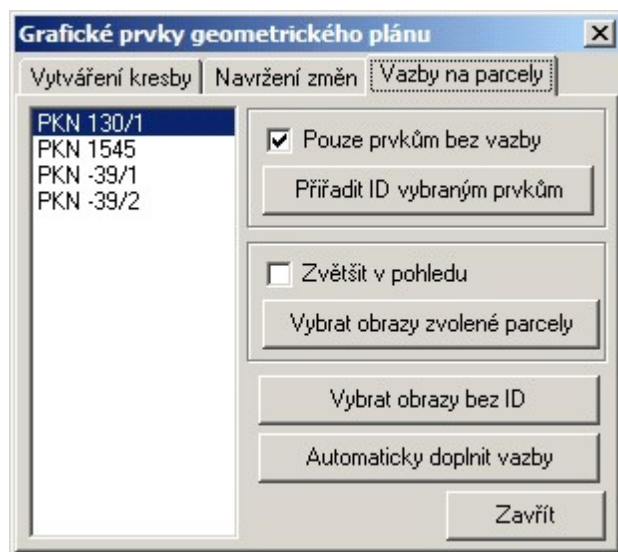 Grafické prvky geometrického plánu
Vytváření kresby
Navržení změn
Vazby na parcely
PKN 130/1
PKN 1545
PKN -39/1
PKN -39/2
Pouze prvkům bez vazby
Přiřadit ID vybraným prvkům
Zvětšit v pohledu
Vybrat obrazy zvolené parcely
Vybrat obrazy bez ID
Automaticky doplnit vazby
Zavřít